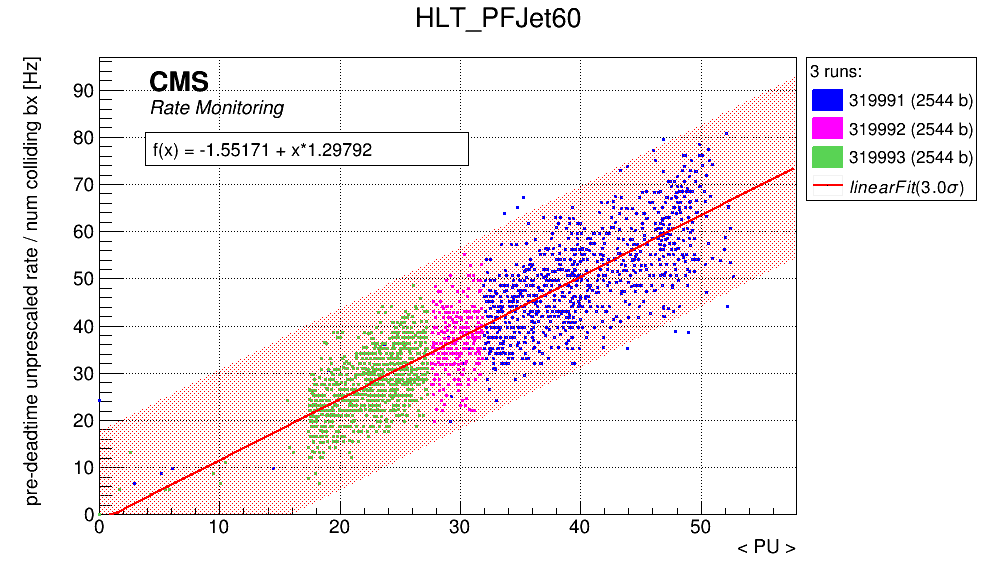 HLT_PFJet60
pre-deadtime unprescaled rate / num colliding bx [Hz]
CMS
Rate Monitoring
f(x) = -1.55171 + x*1.29792
90
80
70
60
50
40
30
20
10
0
0 10 20 30 40 50
< PU >
3 runs:
319991 (2544 b)
319992 (2544 b)
319993 (2544 b)
linearFit(3.0σ)